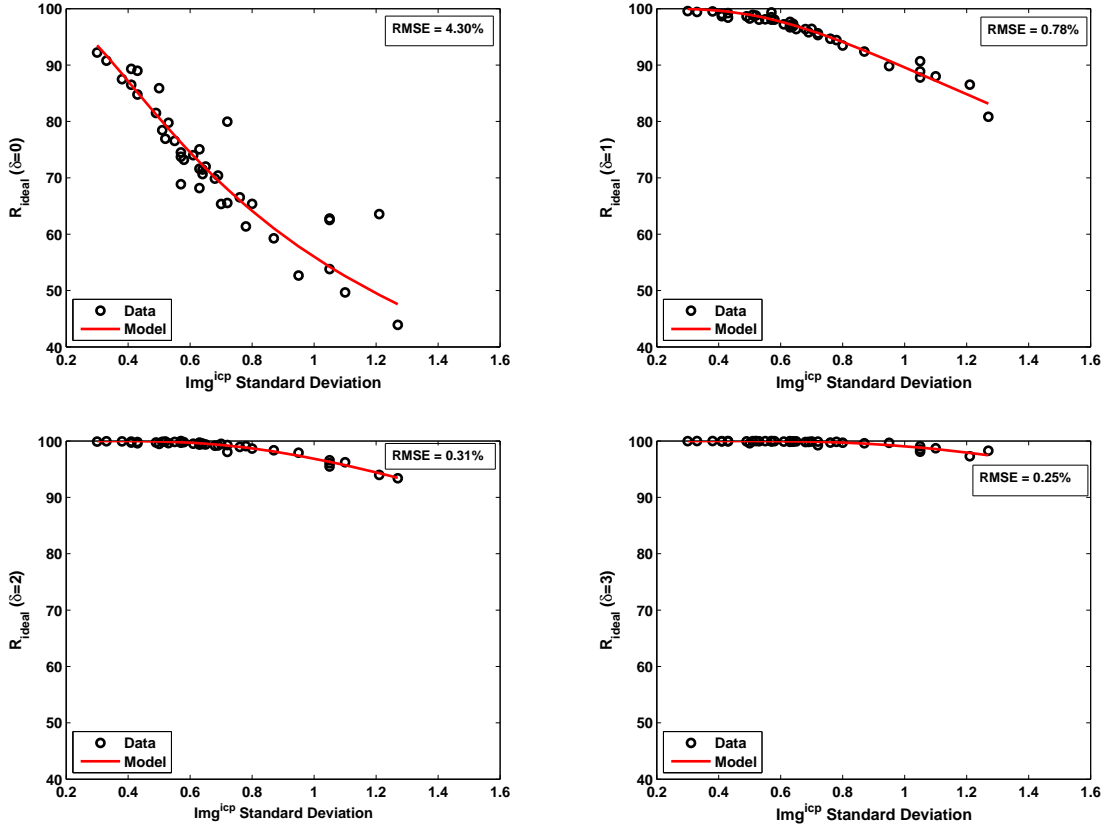 RMSE = 4.30%
100
90
80
70
60
50
40
R_ideal (δ=0)
Data
Model
0.2 0.4 0.6 0.8 1 1.2 1.4 1.6
Img^icp Standard Deviation
RMSE = 0.78%
100
90
80
70
60
50
40
R_ideal (δ=1)
Data
Model
0.2 0.4 0.6 0.8 1 1.2 1.4 1.6
Img^icp Standard Deviation
RMSE = 0.31%
100
90
80
70
60
50
40
R_ideal (δ=2)
Data
Model
0.2 0.4 0.6 0.8 1 1.2 1.4 1.6
Img^icp Standard Deviation
RMSE = 0.25%
100
90
80
70
60
50
40
R_ideal (δ=3)
Data
Model
0.2 0.4 0.6 0.8 1 1.2 1.4 1.6
Img^icp Standard Deviation